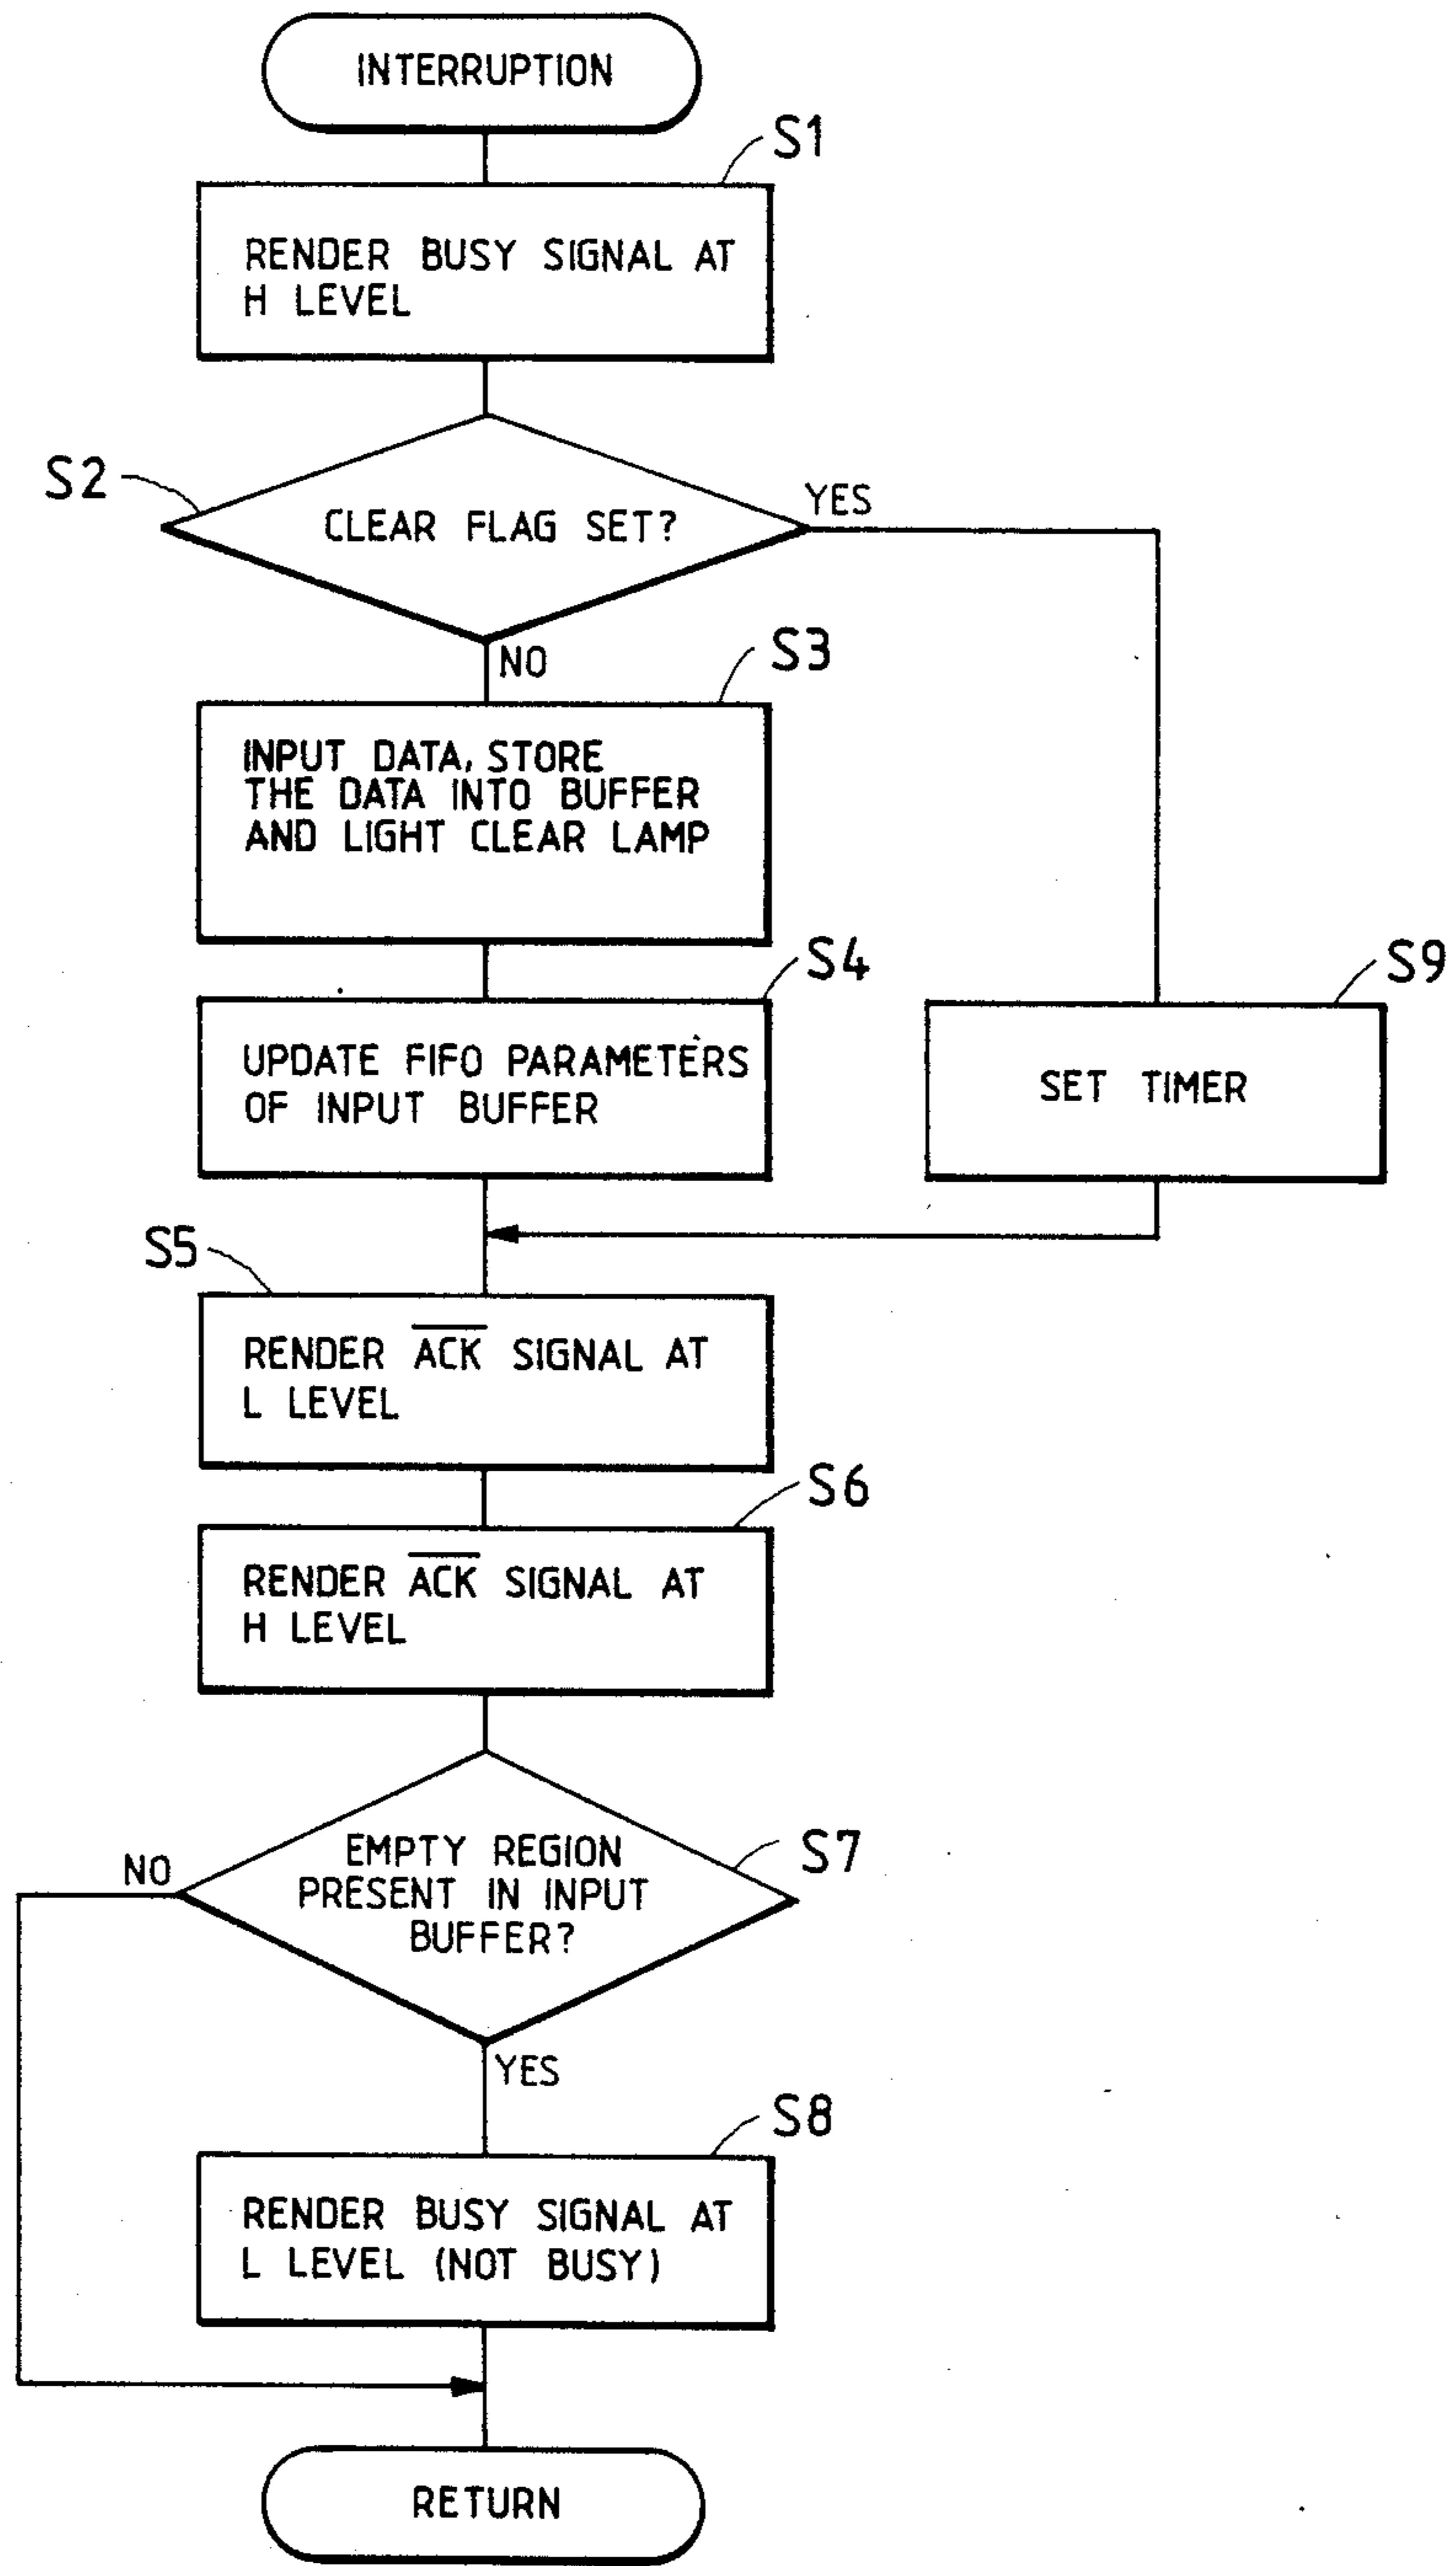 INTERRUPTION
S1
RENDER BUSY SIGNAL AT
H LEVEL
S2
CLEAR FLAG SET?
YES
NO
S3
INPUT DATA, STORE
THE DATA INTO BUFFER
AND LIGHT CLEAR LAMP
S4
UPDATE FIFO PARAMETERS
OF INPUT BUFFER
S9
SET TIMER
S5
RENDER A̅C̅K̅ SIGNAL AT
L LEVEL
S6
RENDER A̅C̅K̅ SIGNAL AT
H LEVEL
S7
EMPTY REGION
PRESENT IN INPUT
BUFFER?
NO
YES
S8
RENDER BUSY SIGNAL AT
L LEVEL (NOT BUSY)
RETURN